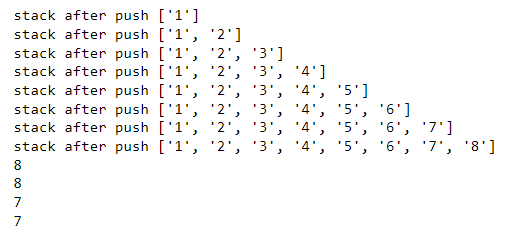 stack after push ['1']
stack after push ['1', '2']
stack after push ['1', '2', '3']
stack after push ['1', '2', '3', '4']
stack after push ['1', '2', '3', '4', '5']
stack after push ['1', '2', '3', '4', '5', '6']
stack after push ['1', '2', '3', '4', '5', '6', '7']
stack after push ['1', '2', '3', '4', '5', '6', '7', '8']
8
8
7
7